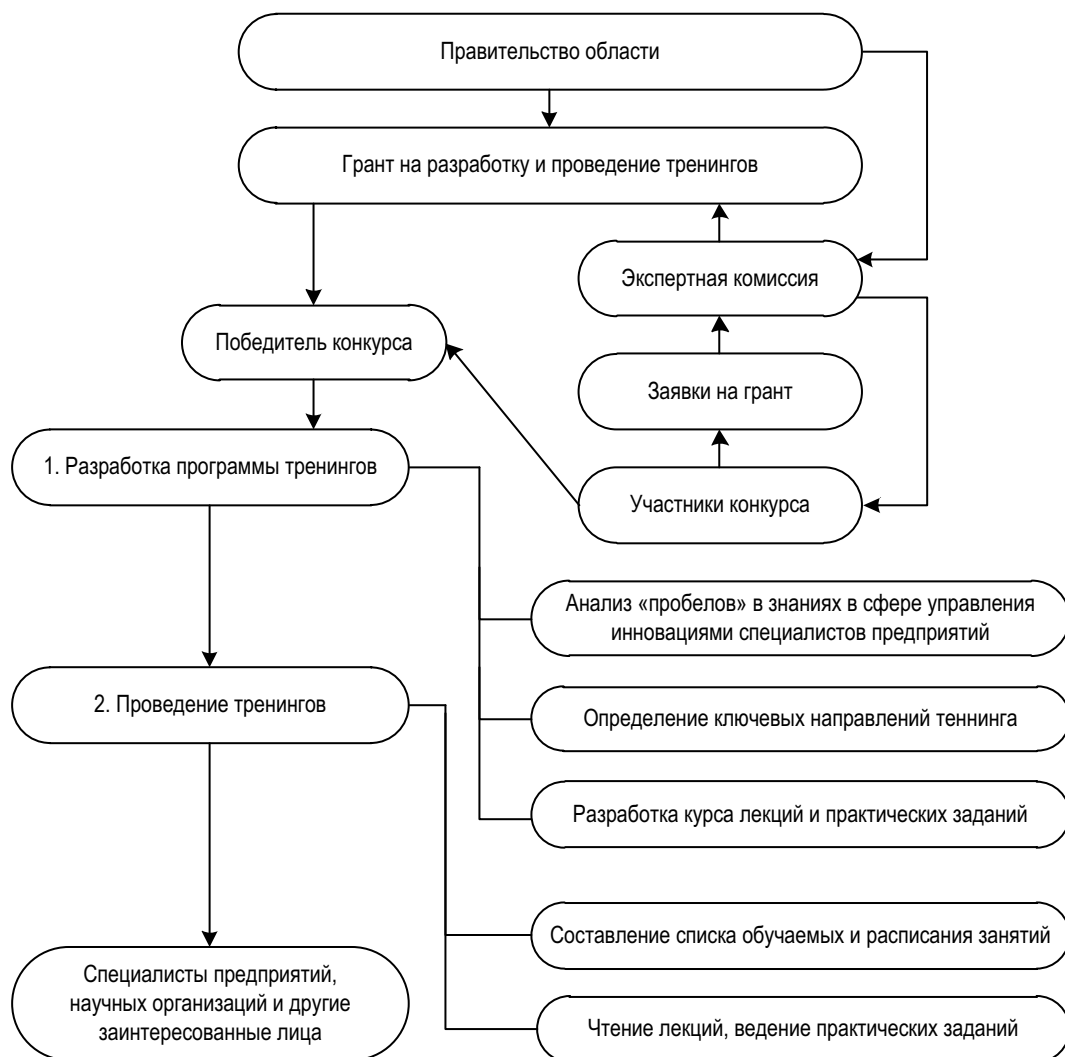 Правительство области
Грант на разработку и проведение тренингов
Экспертная комиссия
Победитель конкурса
Заявки на грант
1. Разработка программы тренингов
Участники конкурса
Анализ «пробелов» в знаниях в сфере управления
инновациями специалистов предприятий
2. Проведение тренингов
Определение ключевых направлений теннинга
Разработка курса лекций и практических заданий
Составление списка обучаемых и расписания занятий
Специалисты предприятий,
научных организаций и другие
заинтересованные лица
Чтение лекций, ведение практических заданий